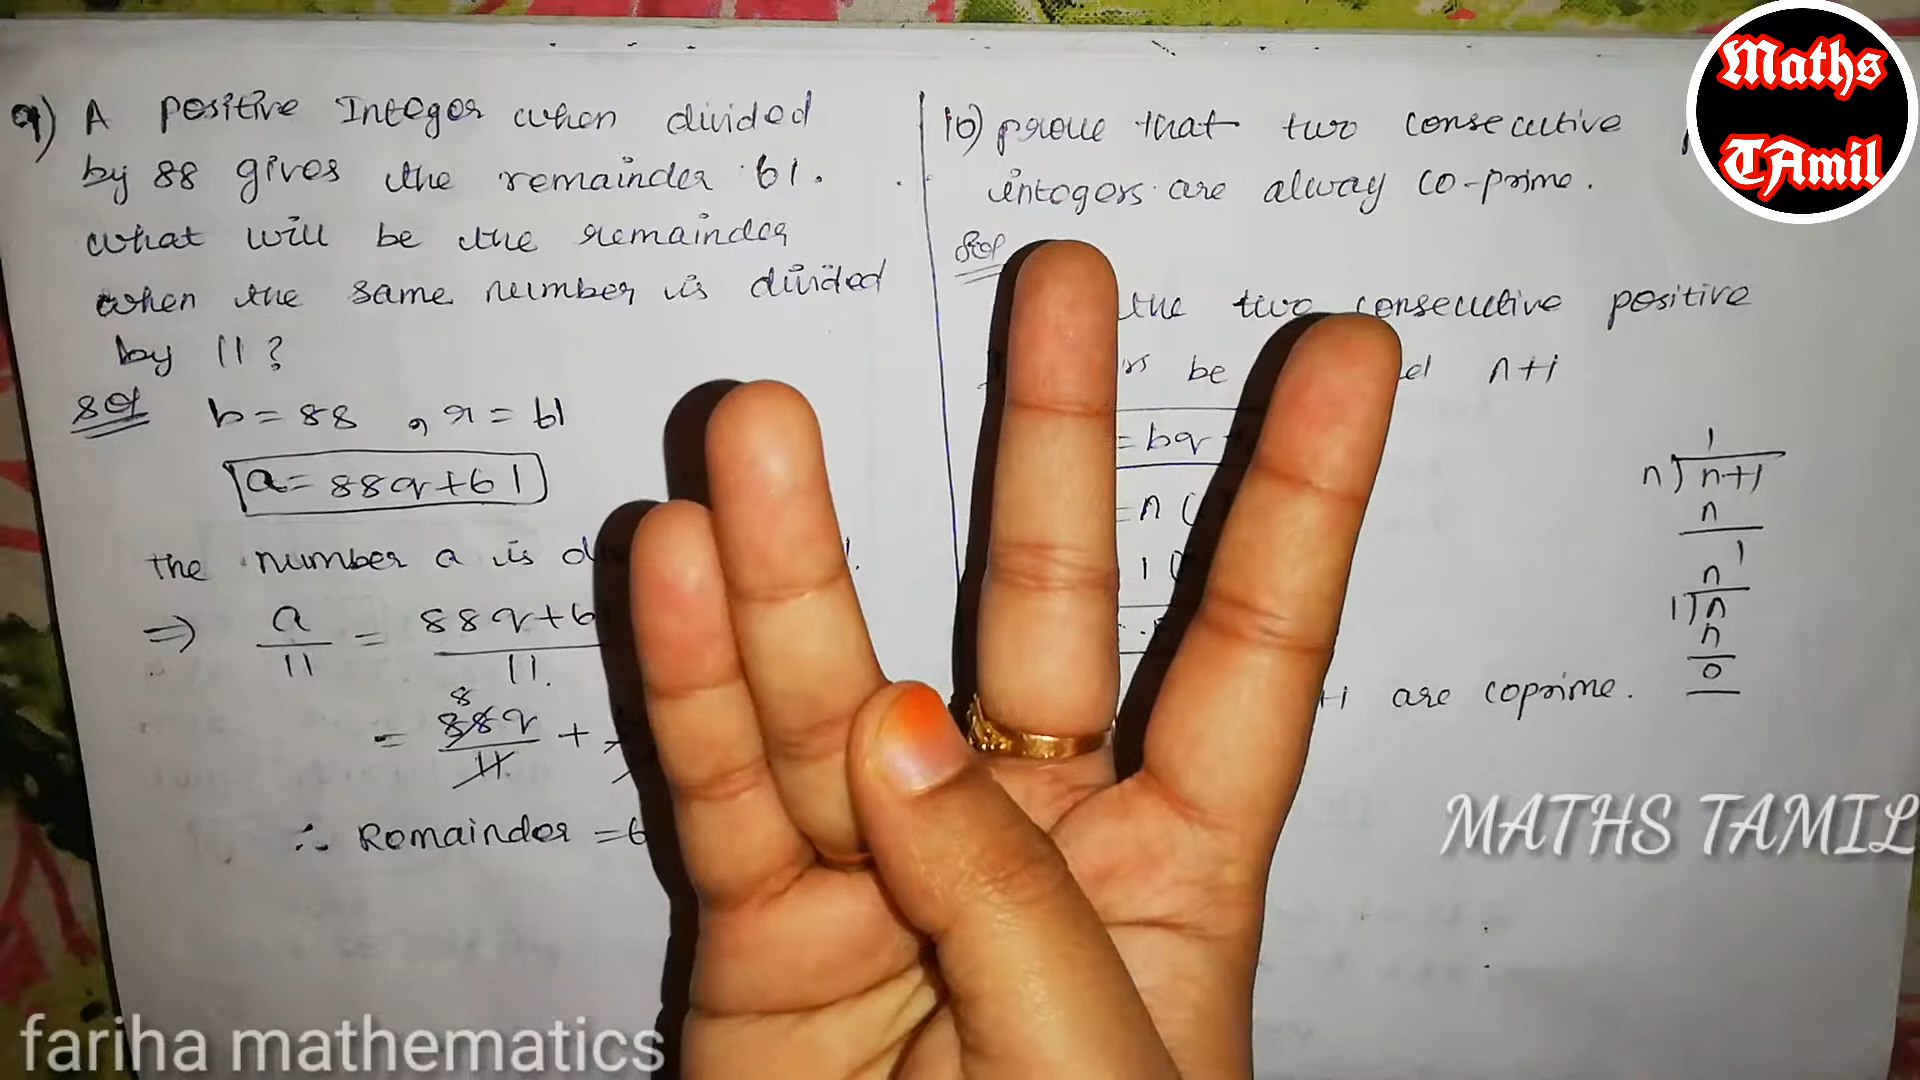 9) A positive Integer when divided
by 88 gives the remainder 61.
what will be the remainder
when the same number is divided
by 11 ?
Sol
b = 88 , r = 61
a = 88q + 61
the number a is
⇒ a/11 = 88q + 6 / 11.
= 8 88q / 11 +
∴ Remainder = 6
10) prove that two consecutive
integers are alway co-prime.
Sol
the two consecutive positive
be n+1
= bq
= n (
1 (
+1 are coprime.
1
n) n+1
n
1
n
1) n
n
0
Maths
TAmil
MATHS TAMIL
fariha mathematics